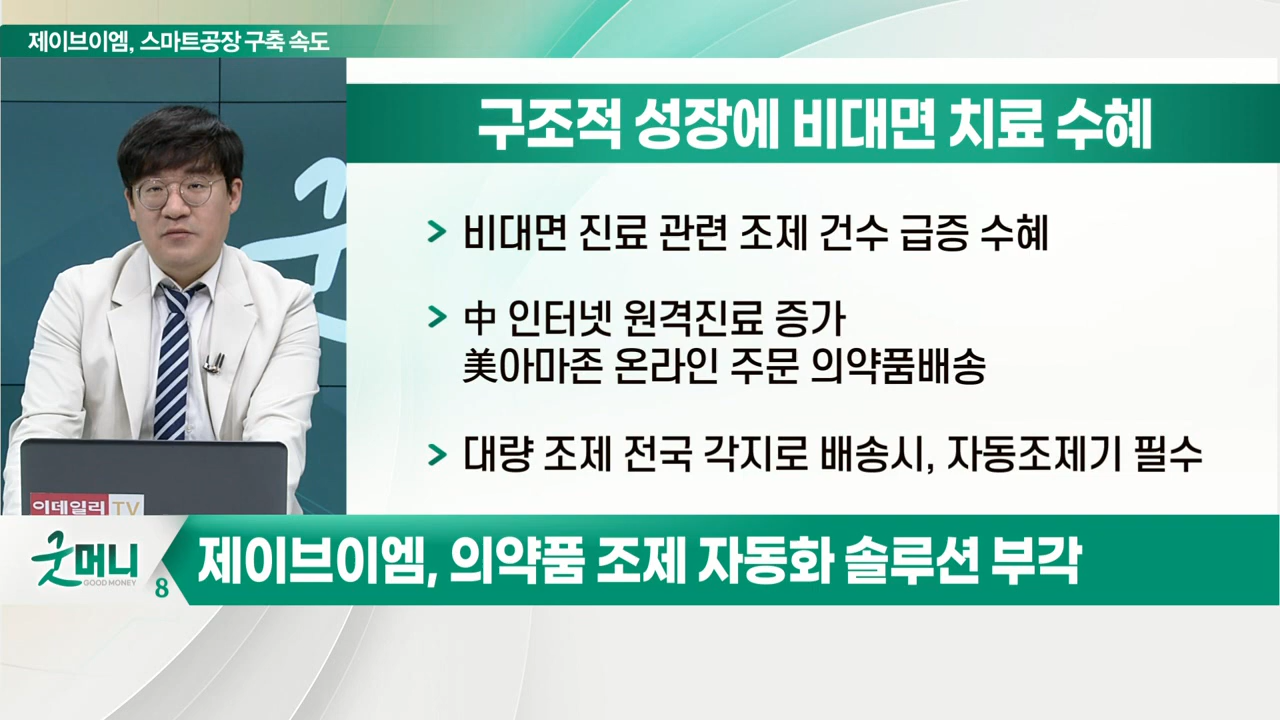 제이브이엠, 스마트공장 구축 속도
구조적 성장에 비대면 치료 수혜
> 비대면 진료 관련 조제 건수 급증 수혜
> 中 인터넷 원격진료 증가
美아마존 온라인 주문 의약품배송
> 대량 조제 전국 각지로 배송시, 자동조제기 필수
이데일리 TV
굿머니
GOOD MONEY
8
제이브이엠, 의약품 조제 자동화 솔루션 부각